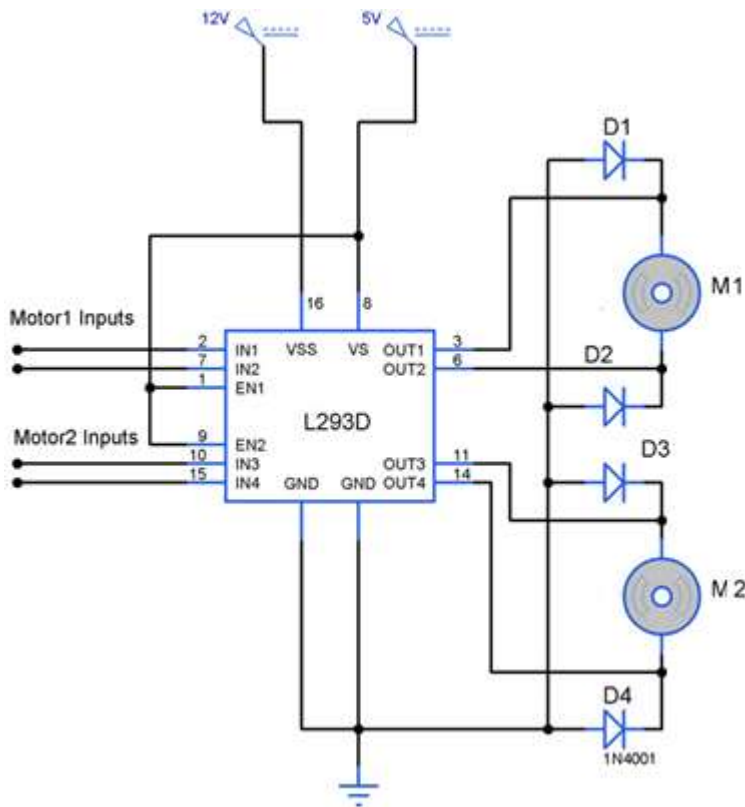 12V
5V
D1
M1
16
8
Motor1 Inputs
2
IN1
VSS
VS
OUT1
3
7
IN2
OUT2
6
D2
1
EN1
L293D
Motor2 Inputs
9
EN2
D3
10
IN3
OUT3
11
15
IN4
GND
GND
OUT4
14
M2
D4
1N4001